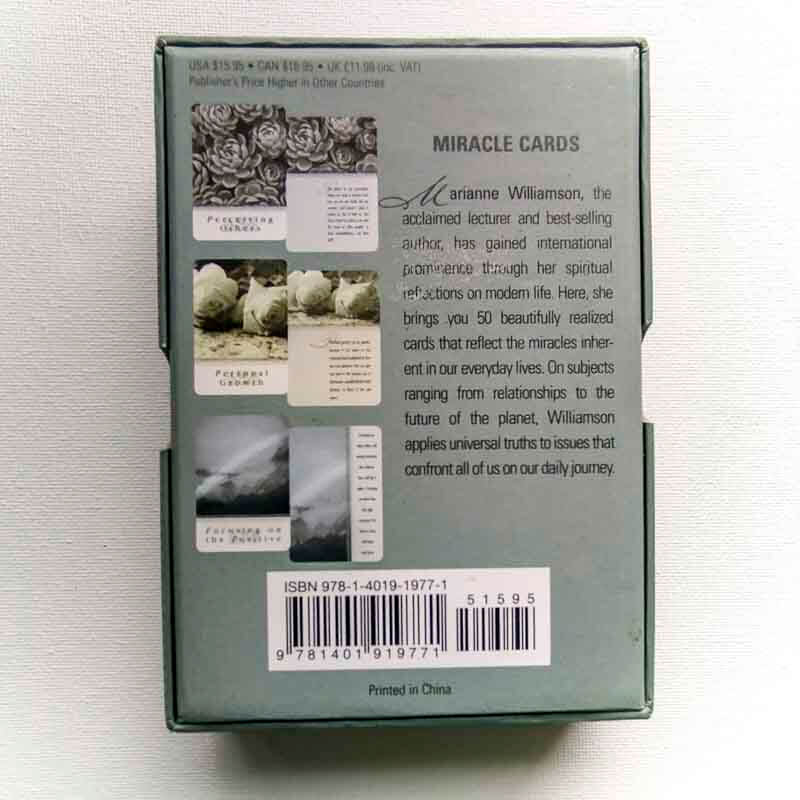 USA $15.95 • CAN $18.95 • UK £11.99 (inc. VAT)
Publisher's Price Higher in Other Countries
MIRACLE CARDS
Marianne Williamson, the
acclaimed lecturer and best-selling
author, has gained international
prominence through her spiritual
reflections on modern life. Here, she
brings you 50 beautifully realized
cards that reflect the miracles inher-
ent in our everyday lives. On subjects
ranging from relationships to the
future of the planet, Williamson
applies universal truths to issues that
confront all of us on our daily journey.
Perceiving
Others
Personal
Growth
Focusing on
the Positive
ISBN 978-1-4019-1977-1
51595
9 781401 919771
Printed in China